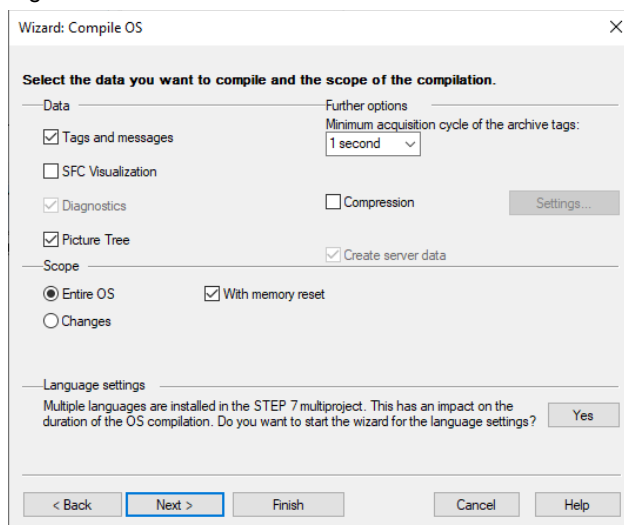 Wizard: Compile OS
Select the data you want to compile and the scope of the compilation.
Data
Further options
Minimum acquisition cycle of the archive tags:
Tags and messages
1 second
SFC Visualization
Diagnostics
Compression
Settings...
Picture Tree
Create server data
Scope
Entire OS
With memory reset
Changes
Language settings
Multiple languages are installed in the STEP 7 multiproject. This has an impact on the
duration of the OS compilation. Do you want to start the wizard for the language settings?
Yes
< Back
Next >
Finish
Cancel
Help